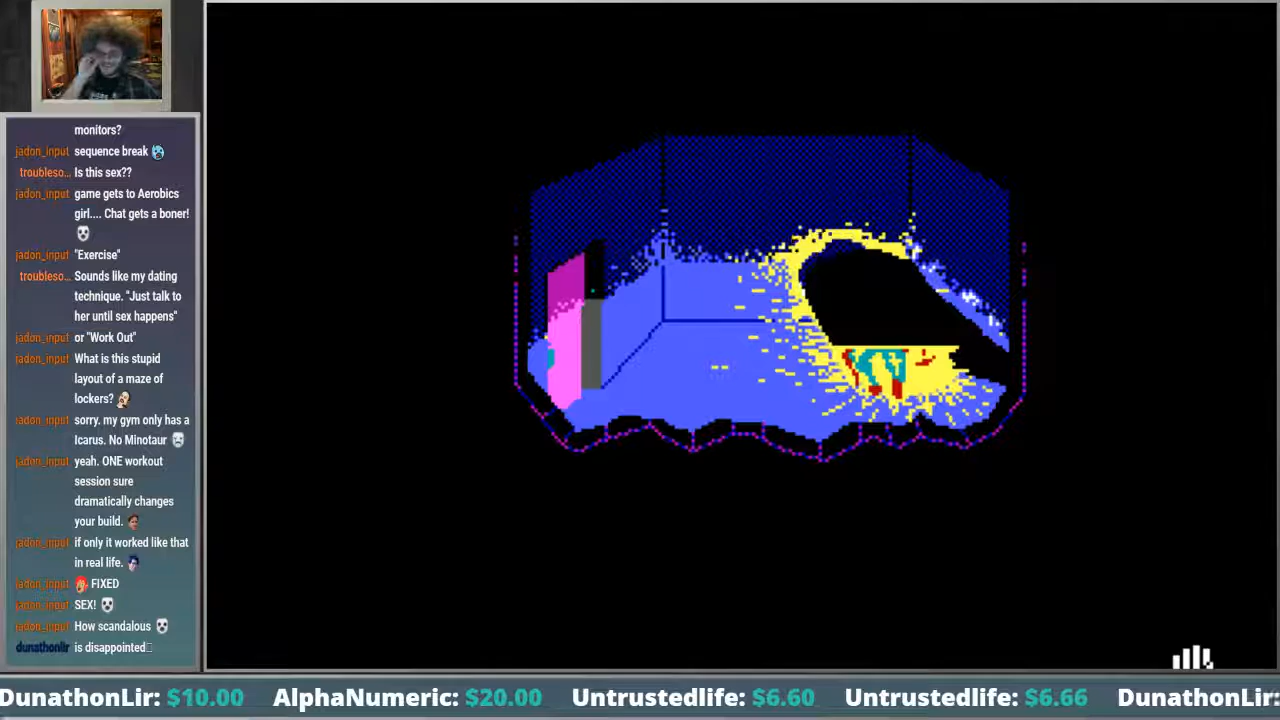 monitors?
jadon_input sequence break
troubleso... Is this sex??
jadon_input game gets to Aerobics
girl.... Chat gets a boner!
jadon_input "Exercise"
troubleso... Sounds like my dating
technique. "Just talk to
her until sex happens"
jadon_input or "Work Out"
jadon_input What is this stupid
layout of a maze of
lockers?
jadon_input sorry. my gym only has a
Icarus. No Minotaur
jadon_input yeah. ONE workout
session sure
dramatically changes
your build.
jadon_input if only it worked like that
in real life.
jadon_input FIXED
jadon_input SEX!
jadon_input How scandalous
dunathonlir is disappointed
DunathonLir: $10.00 AlphaNumeric: $20.00 Untrustedlife: $6.60 Untrustedlife: $6.66 DunathonLir: